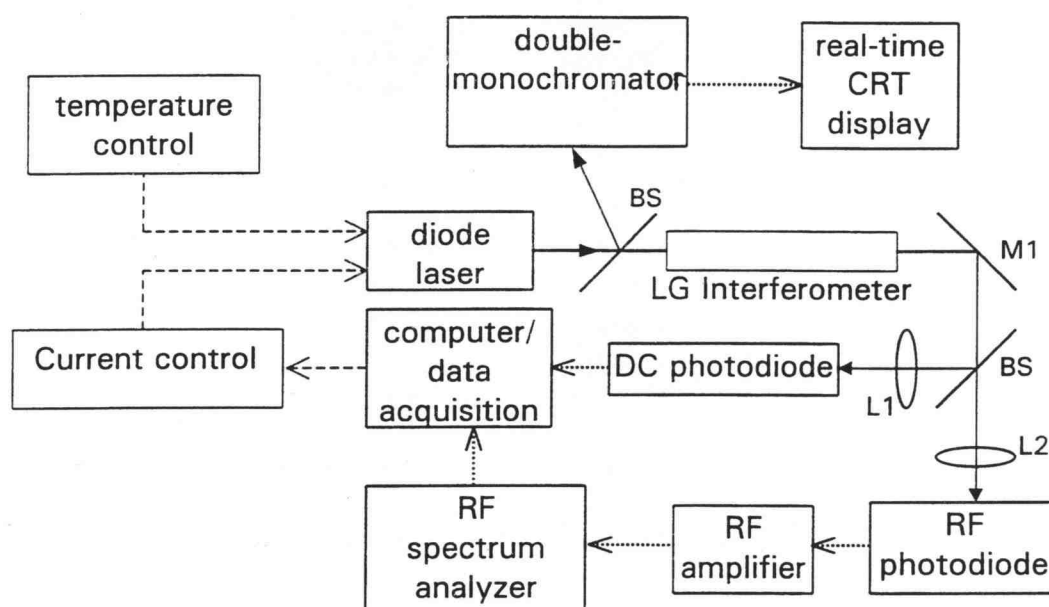 double-
monochromator
real-time
CRT
display
temperature
control
BS
diode
laser
M1
LG Interferometer
Current control
computer/
data
acquisition
DC photodiode
L1
BS
L2
RF
spectrum
analyzer
RF
amplifier
RF
photodiode